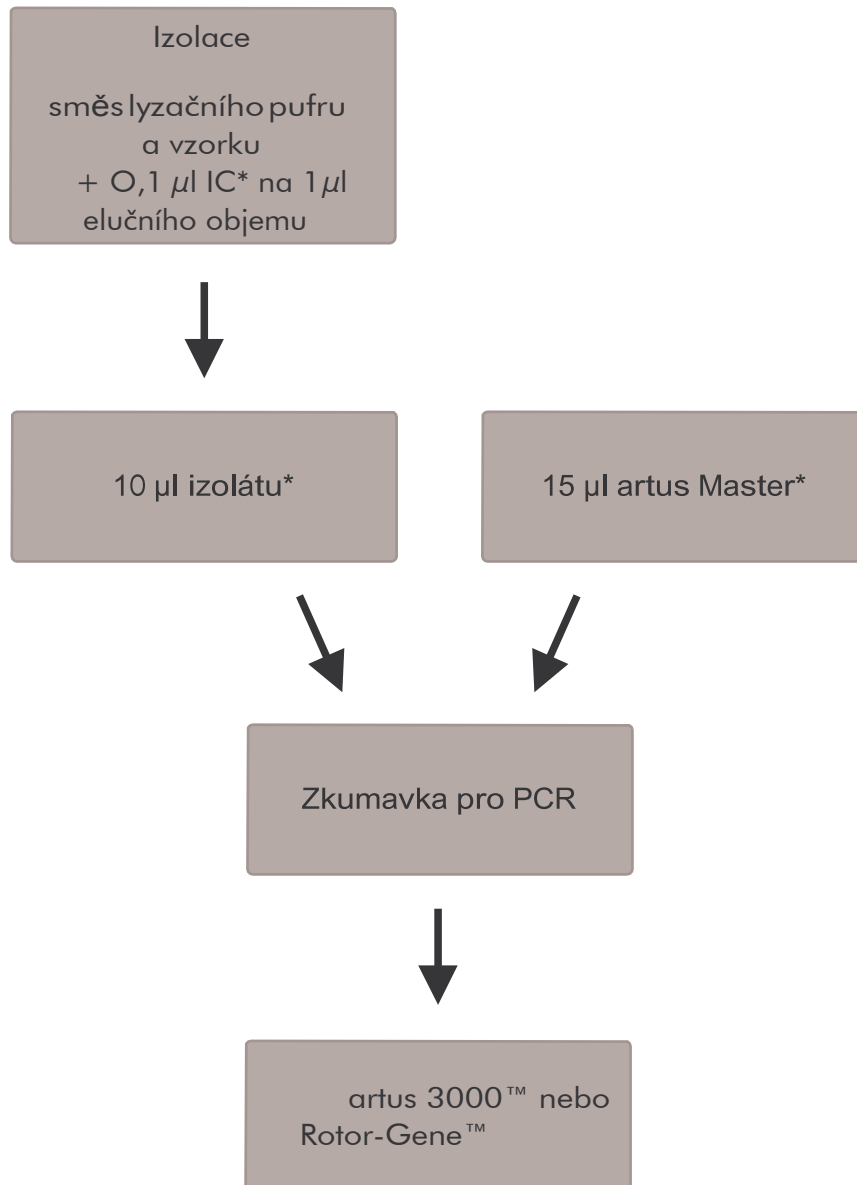 Izolace
směs lyzačního pufru
a vzorku
+ 0,1 µl IC* na 1µl
elučního objemu
10 µl izolátu*
15 µl artus Master*
Zkumavka pro PCR
artus 3000™ nebo
Rotor-Gene™